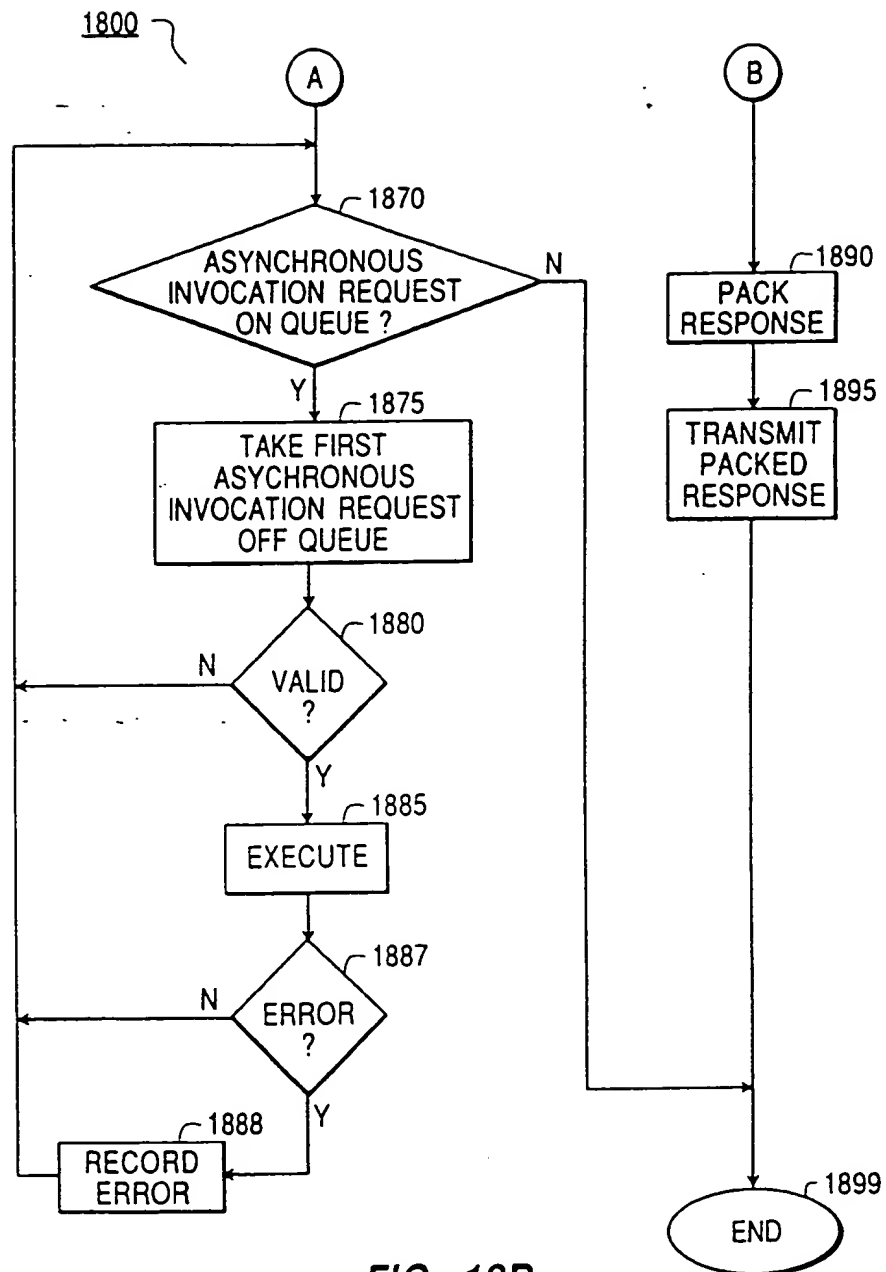 1800
A
B
1870
ASYNCHRONOUS
INVOCATION REQUEST
ON QUEUE ?
N
Y
1890
PACK
RESPONSE
1875
TAKE FIRST
ASYCHRONOUS
INVOCATION REQUEST
OFF QUEUE
1895
TRANSMIT
PACKED
RESPONSE
1880
VALID
?
N
Y
1885
EXECUTE
1887
ERROR
?
N
Y
1888
RECORD
ERROR
1899
END
FIG.